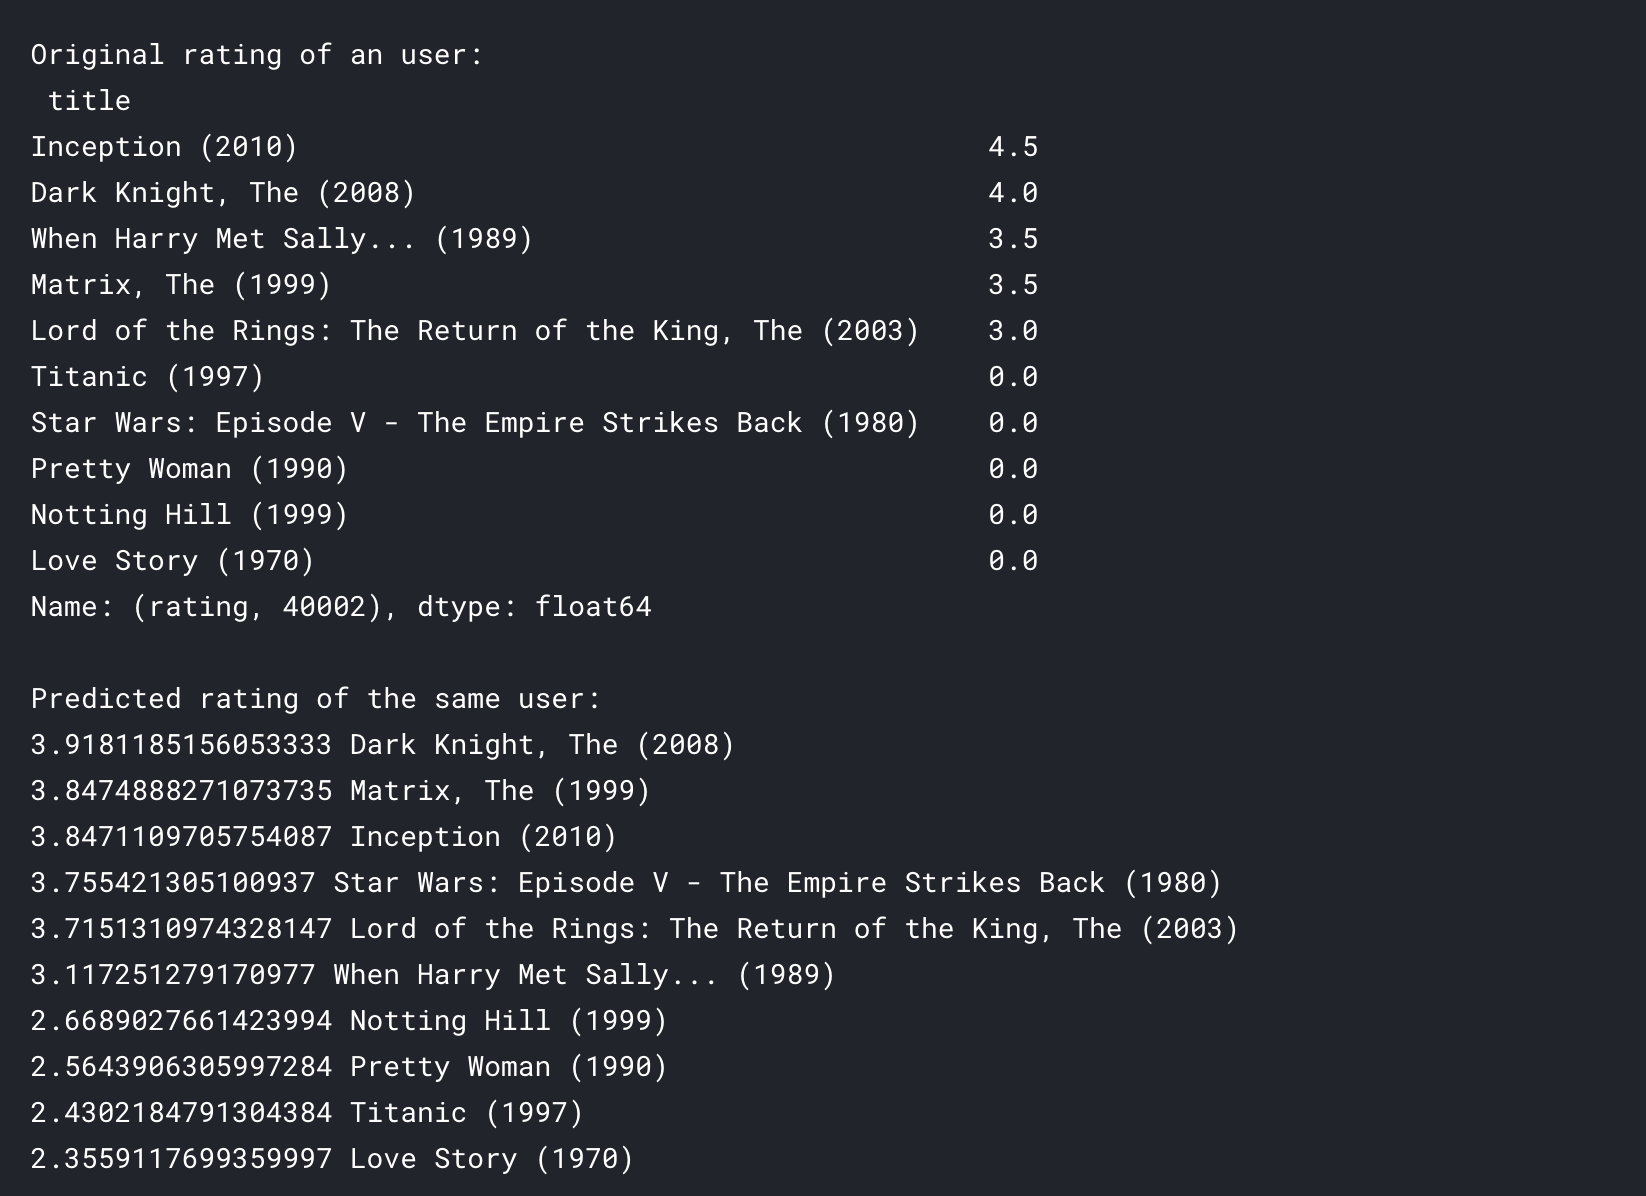 Original rating of an user:
title
Inception (2010) 4.5
Dark Knight, The (2008) 4.0
When Harry Met Sally... (1989) 3.5
Matrix, The (1999) 3.5
Lord of the Rings: The Return of the King, The (2003) 3.0
Titanic (1997) 0.0
Star Wars: Episode V - The Empire Strikes Back (1980) 0.0
Pretty Woman (1990) 0.0
Notting Hill (1999) 0.0
Love Story (1970) 0.0
Name: (rating, 40002), dtype: float64
Predicted rating of the same user:
3.9181185156053333 Dark Knight, The (2008)
3.8474888271073735 Matrix, The (1999)
3.8471109705754087 Inception (2010)
3.755421305100937 Star Wars: Episode V - The Empire Strikes Back (1980)
3.7151310974328147 Lord of the Rings: The Return of the King, The (2003)
3.117251279170977 When Harry Met Sally... (1989)
2.6689027661423994 Notting Hill (1999)
2.5643906305997284 Pretty Woman (1990)
2.4302184791304384 Titanic (1997)
2.3559117699359997 Love Story (1970)